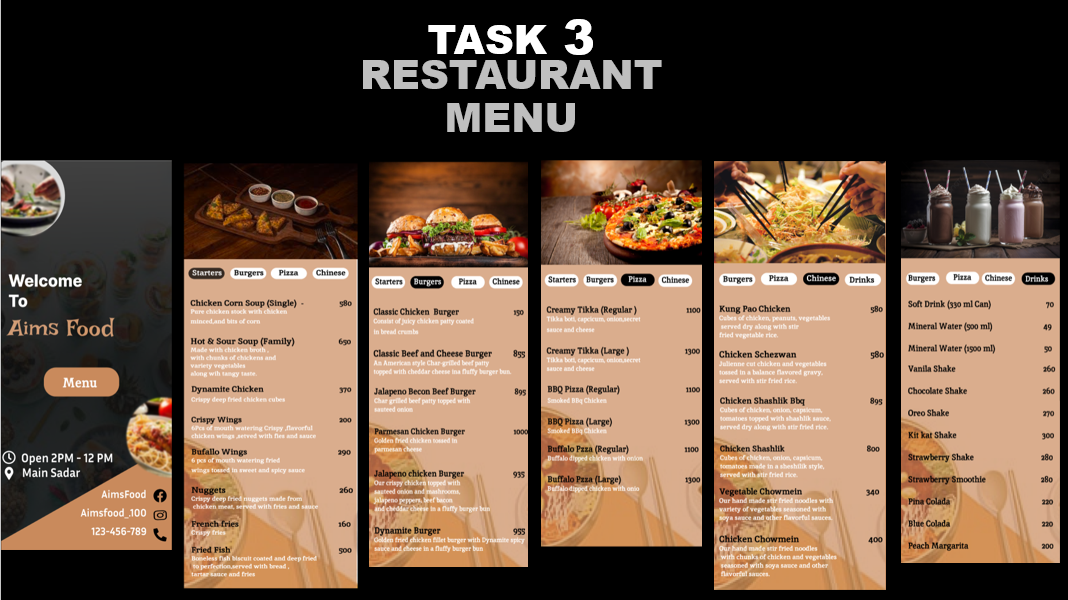 TASK 3
RESTAURANT
MENU
Welcome
To
Aims Food
Menu
Open 2PM - 12 PM
Main Sadar
AimsFood
Aimsfood_100
123-456-789
Starters Burgers Pizza Chinese
Chicken Corn Soup (Single) - 580
Pure chicken stock with chicken
minced,and bits of corn
Hot & Sour Soup (Family) 650
Made with chicken broth ,
with chunks of chickena and
variety vegetables
along wth tangy taste.
Dynamite Chicken 370
Crispy deep fried chicken cubes
Crispy Wings 200
6Pcs of mouth watering Crispy ,flavorful
chicken wings ,served with fies and sauce
Bufallo Wings 290
6 pcs of mouth watering fried
wings tossed in sweet and spicy sauce
Nuggets 260
Crispy deep fried nuggets made from
chicken meat, served with fries and sauce
French fries 160
Crispy fries
Fried Fish 500
Boneless fish biscuit coated and deep fried
to perfection,served with bread ,
tartar sauce and fries
Starters Burgers Pizza Chinese
Classic Chicken Burger 150
Consist of juicy chicken patty coated
in bread crumbs
Classic Beef and Cheese Burger 855
An American style Char-grilled beef patty
topped with cheddar cheese ina fluffy burger bun.
Jalapeno Becon Beef Burger 895
Char-grilled beef patty topped with
sauteed onion
Parmesan Chicken Burger 1000
Golden fried chicken tossed in
parmesan cheese
Jalapeno chicken Burger 935
Our crispy chicken topped with
sauteed onion and mushrooms,
Jalapeno peppers, beef bacon
and cheddar cheese in a fluffy burger bun
Dynamite Burger 955
Golden fried chicken fillet burger with Dynamite spicy
sauce and cheese in a fluffy burger bun
Starters Burgers Pizza Chinese
Creamy Tikka (Regular ) 1100
Tikka boti, capcirum, onion,secret
sauce and cheese
Creamy Tikka (Large ) 1300
Tikka boti, capcirum, onion,secret
sauce and cheese
BBQ Pizza (Regular) 1100
Smoked BBq Chicken
BBQ Pizza (Large) 1300
Smoked BBq Chicken
Buffalo Pzza (Regular) 1100
Buffalo dipped chicken with onion
Buffalo Pzza (Large) 1300
Buffalo dipped chicken with onio
Burgers Pizza Chinese Drinks
Kung Pao Chicken 580
Cubes of chicken, peanuts, vegetables
served dry along with stir
fried vegetable rice.
Chicken Schezwan 580
Julienne cut chicken and vegetables
tossed in a balance flavored gravy,
served with stir fried rice.
Chicken Shashlik Bbq 895
Cubes of chicken, onion, capsicum,
tomatoes topped with shashlik sauce,
served dry along with stir fried rice.
Chicken Shashlik 800
Cubes of chicken, onion, capsicum,
tomatoes made in a sheshilik style,
served with stir fried rice.
Vegetable Chowmein 340
Our hand made stir fried noodles with
variety of vegetables seasoned with
soya sauce and other flavorful sauces.
Chicken Chowmein 400
Our hand made stir fried noodles
with chunks of chicken and vegetables
seasoned with soya sauce and other
flavorful sauces.
Burgers Pizza Chinese Drinks
Soft Drink (330 ml Can) 70
Mineral Water (500 ml) 49
Mineral Water (1500 ml) 50
Vanila Shake 260
Chocolate Shake 260
Oreo Shake 270
Kit kat Shake 300
Strawberry Shake 280
Strawberry Smoothie 280
Pina Colada 220
Blue Colada 220
Peach Margarita 200